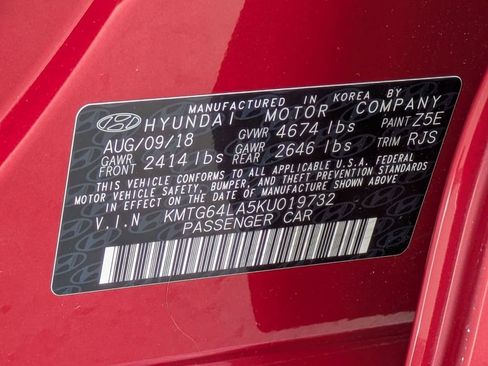 MANUFACTURED IN KOREA BY
HYUNDAI MOTOR COMPANY
AUG/09/18 GVWR 4674 lbs PAINT Z5E
GAWR FRONT 2414 lbs GAWR REAR 2646 lbs TRIM RJS
THIS VEHICLE CONFORMS TO ALL APPLICABLE U.S.A. FEDERAL
MOTOR VEHICLE SAFETY, BUMPER, AND THEFT PREVENTION STANDARDS
IN EFFECT ON THE DATE OF MANUFACTURE SHOWN ABOVE.
V.I.N KMTG64LA5KU019732
PASSENGER CAR